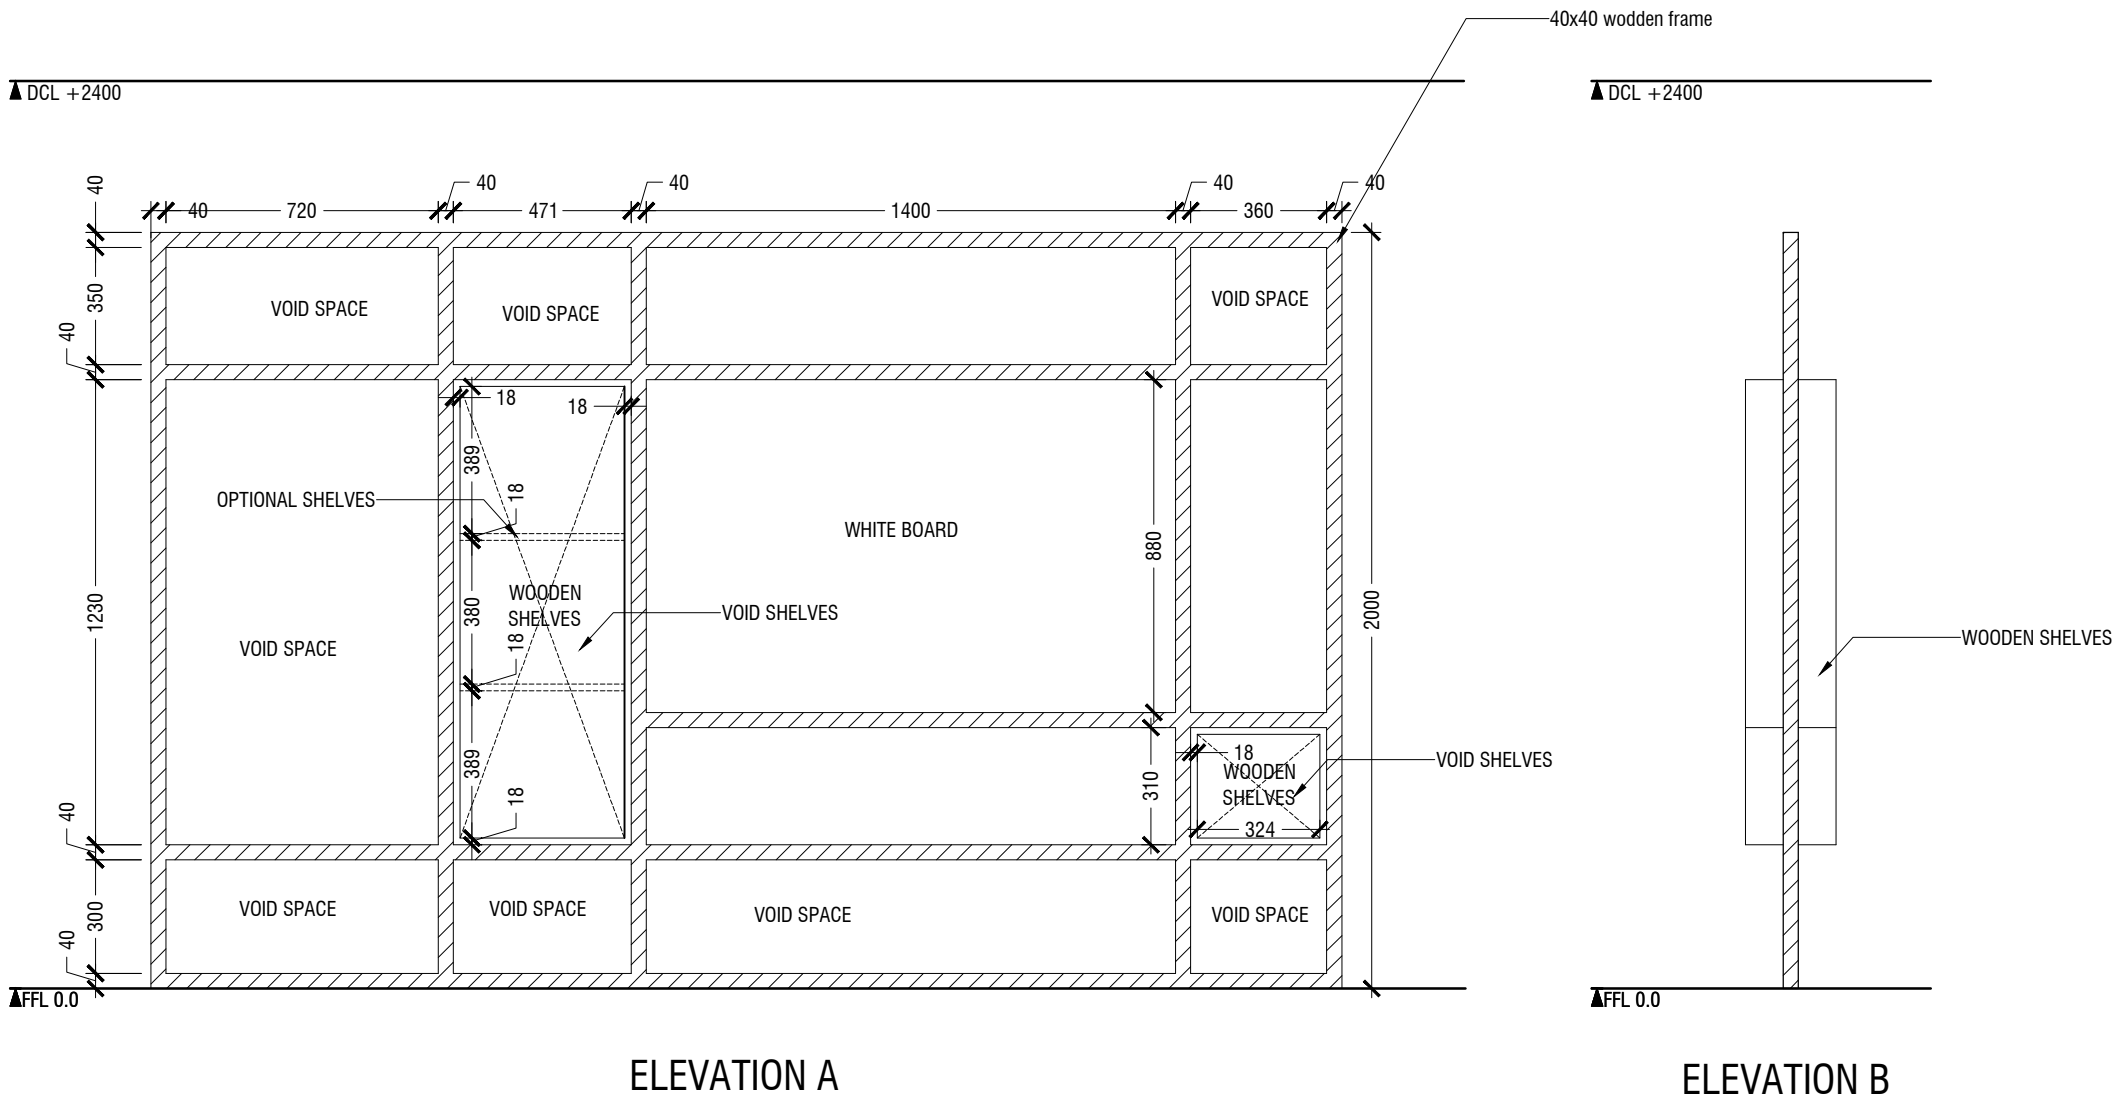 40x40 wodden frame
DCL +2400
DCL +2400
40
40
40
40
40
40
720
471
1400
360
350
VOID SPACE
VOID SPACE
VOID SPACE
40
18
18
389
OPTIONAL SHELVES
18
WHITE BOARD
880
1230
380
WOODEN
SHELVES
VOID SHELVES
2000
18
VOID SPACE
WOODEN SHELVES
389
18
310
18
WOODEN
SHELVES
VOID SHELVES
324
40
300
VOID SPACE
VOID SPACE
VOID SPACE
VOID SPACE
40
FFL 0.0
FFL 0.0
ELEVATION A
ELEVATION B